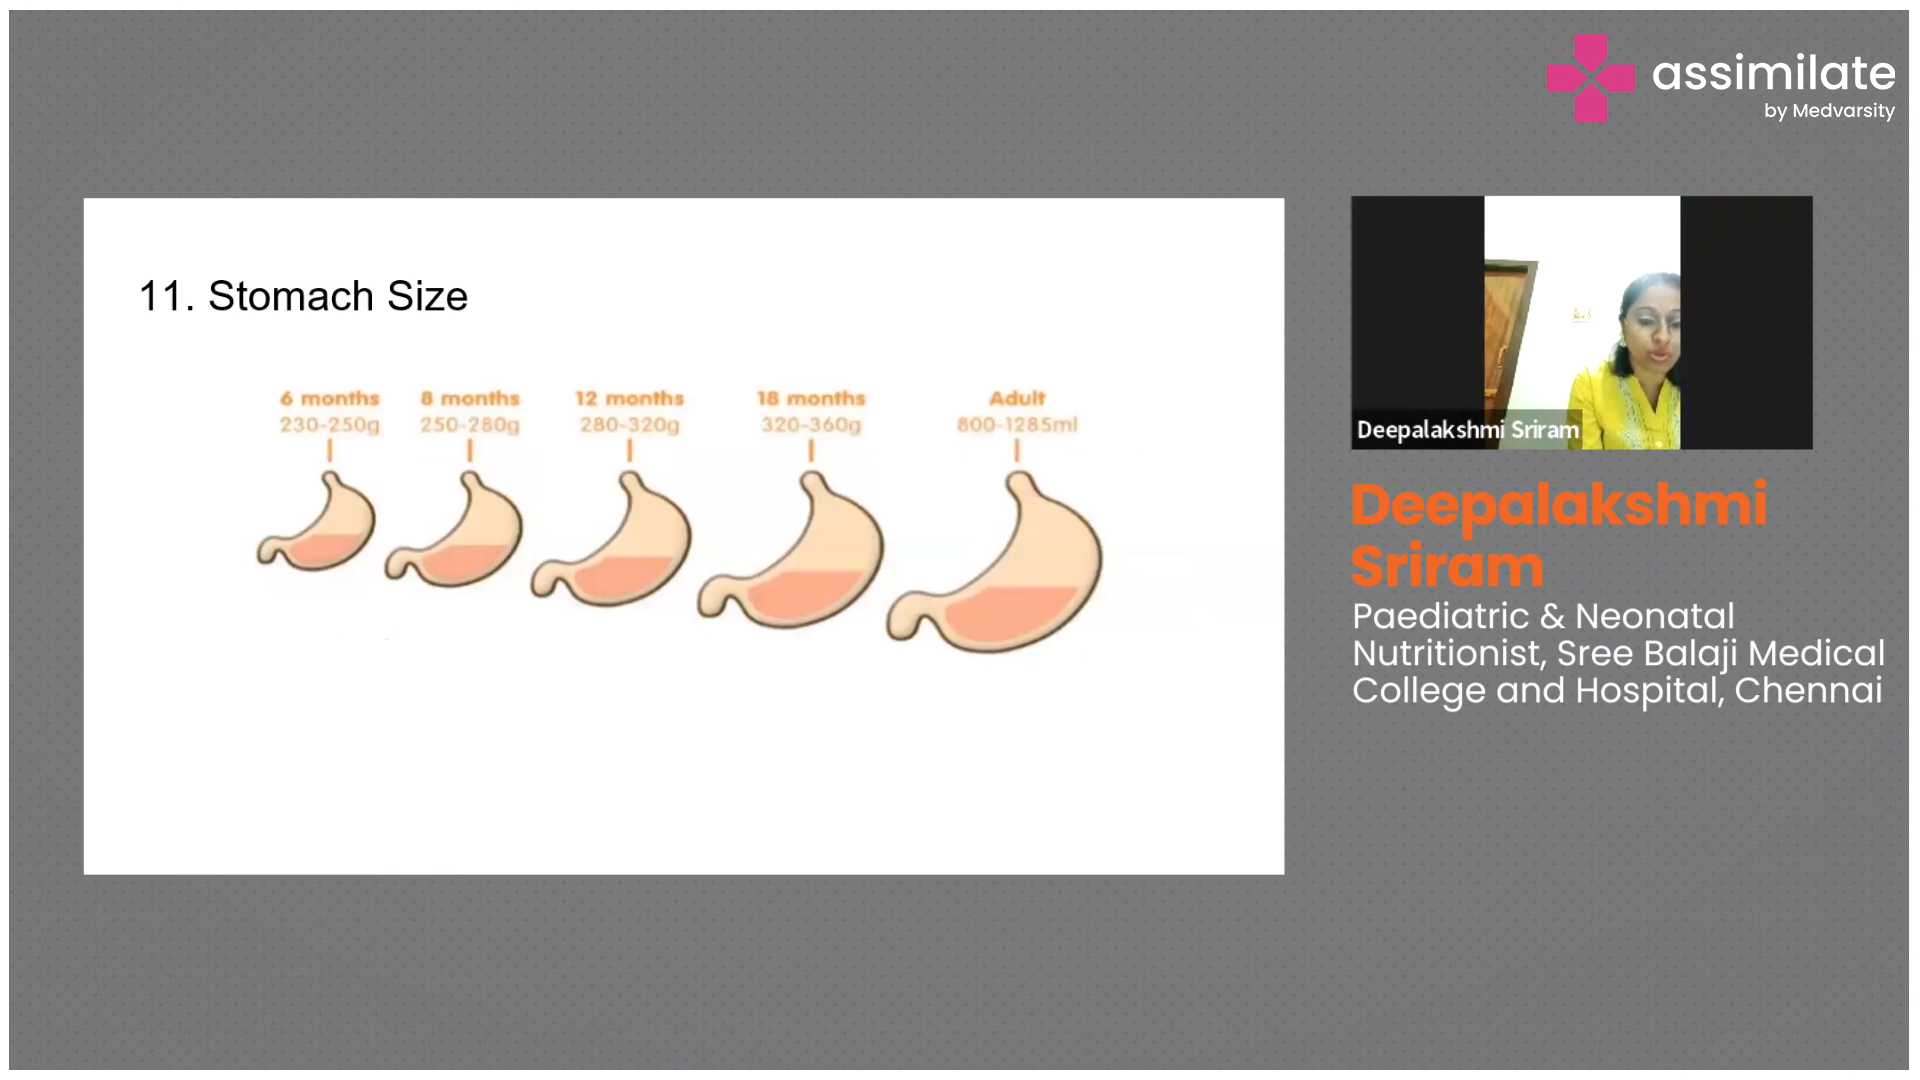 assimilate
by Medvarsity
11. Stomach Size
6 months
230-250g
8 months
250-280g
12 months
280-320g
18 months
320-360g
Adult
800-1285ml
Deepalakshmi Sriram
Deepalakshmi
Sriram
Paediatric & Neonatal
Nutritionist, Sree Balaji Medical
College and Hospital, Chennai